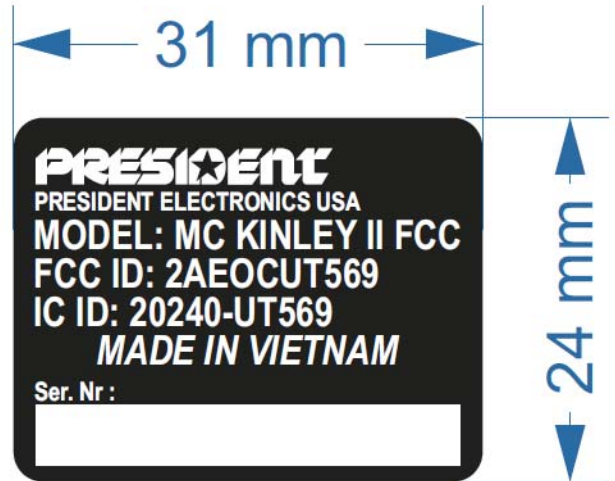 31 mm
PRESIDENT
PRESIDENT ELECTRONICS USA
MODEL: MC KINLEY II FCC
FCC ID: 2AEOCUT569
IC ID: 20240-UT569
MADE IN VIETNAM
Ser. Nr :
24 mm